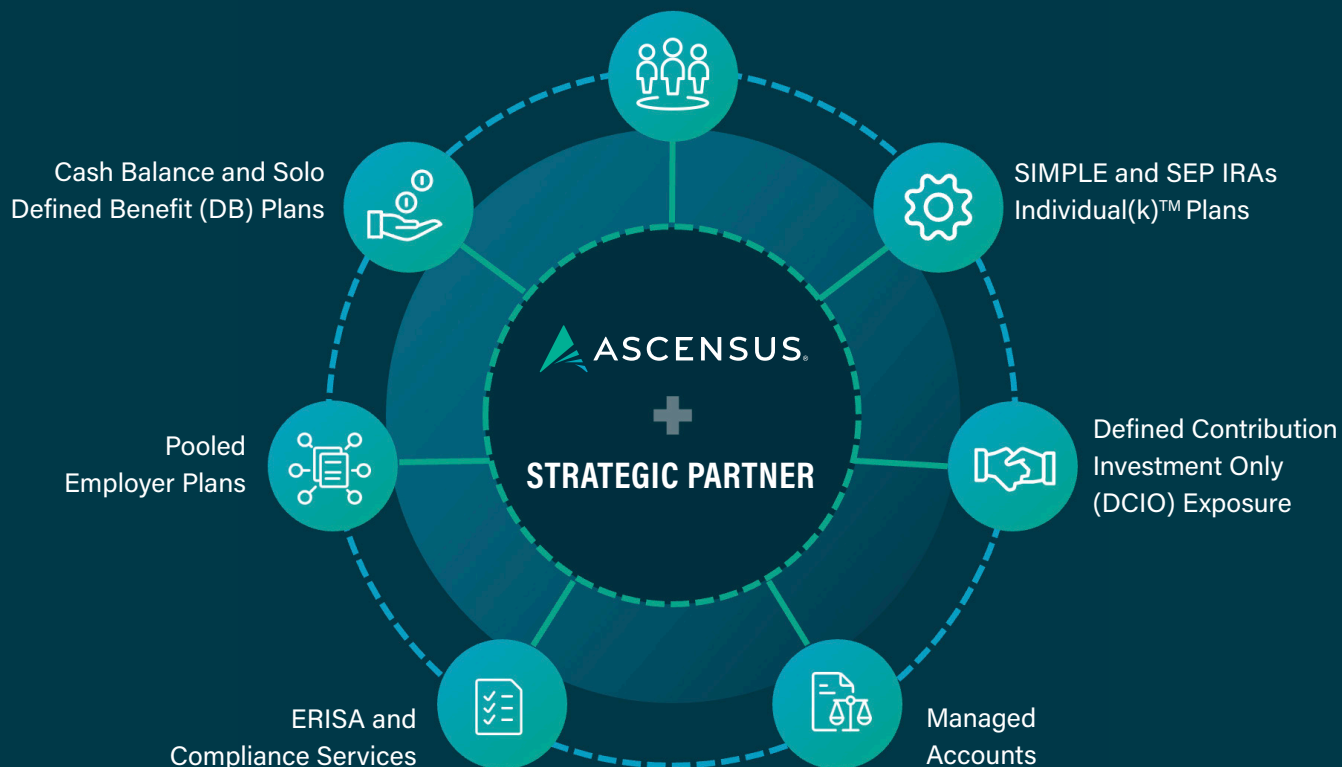 Cash Balance and Solo
Defined Benefit (DB) Plans
SIMPLE and SEP IRAs
Individual(k)™ Plans
ASCENSUS®
STRATEGIC PARTNER
Pooled
Employer Plans
Defined Contribution
Investment Only
(DCIO) Exposure
ERISA and
Compliance Services
Managed
Accounts